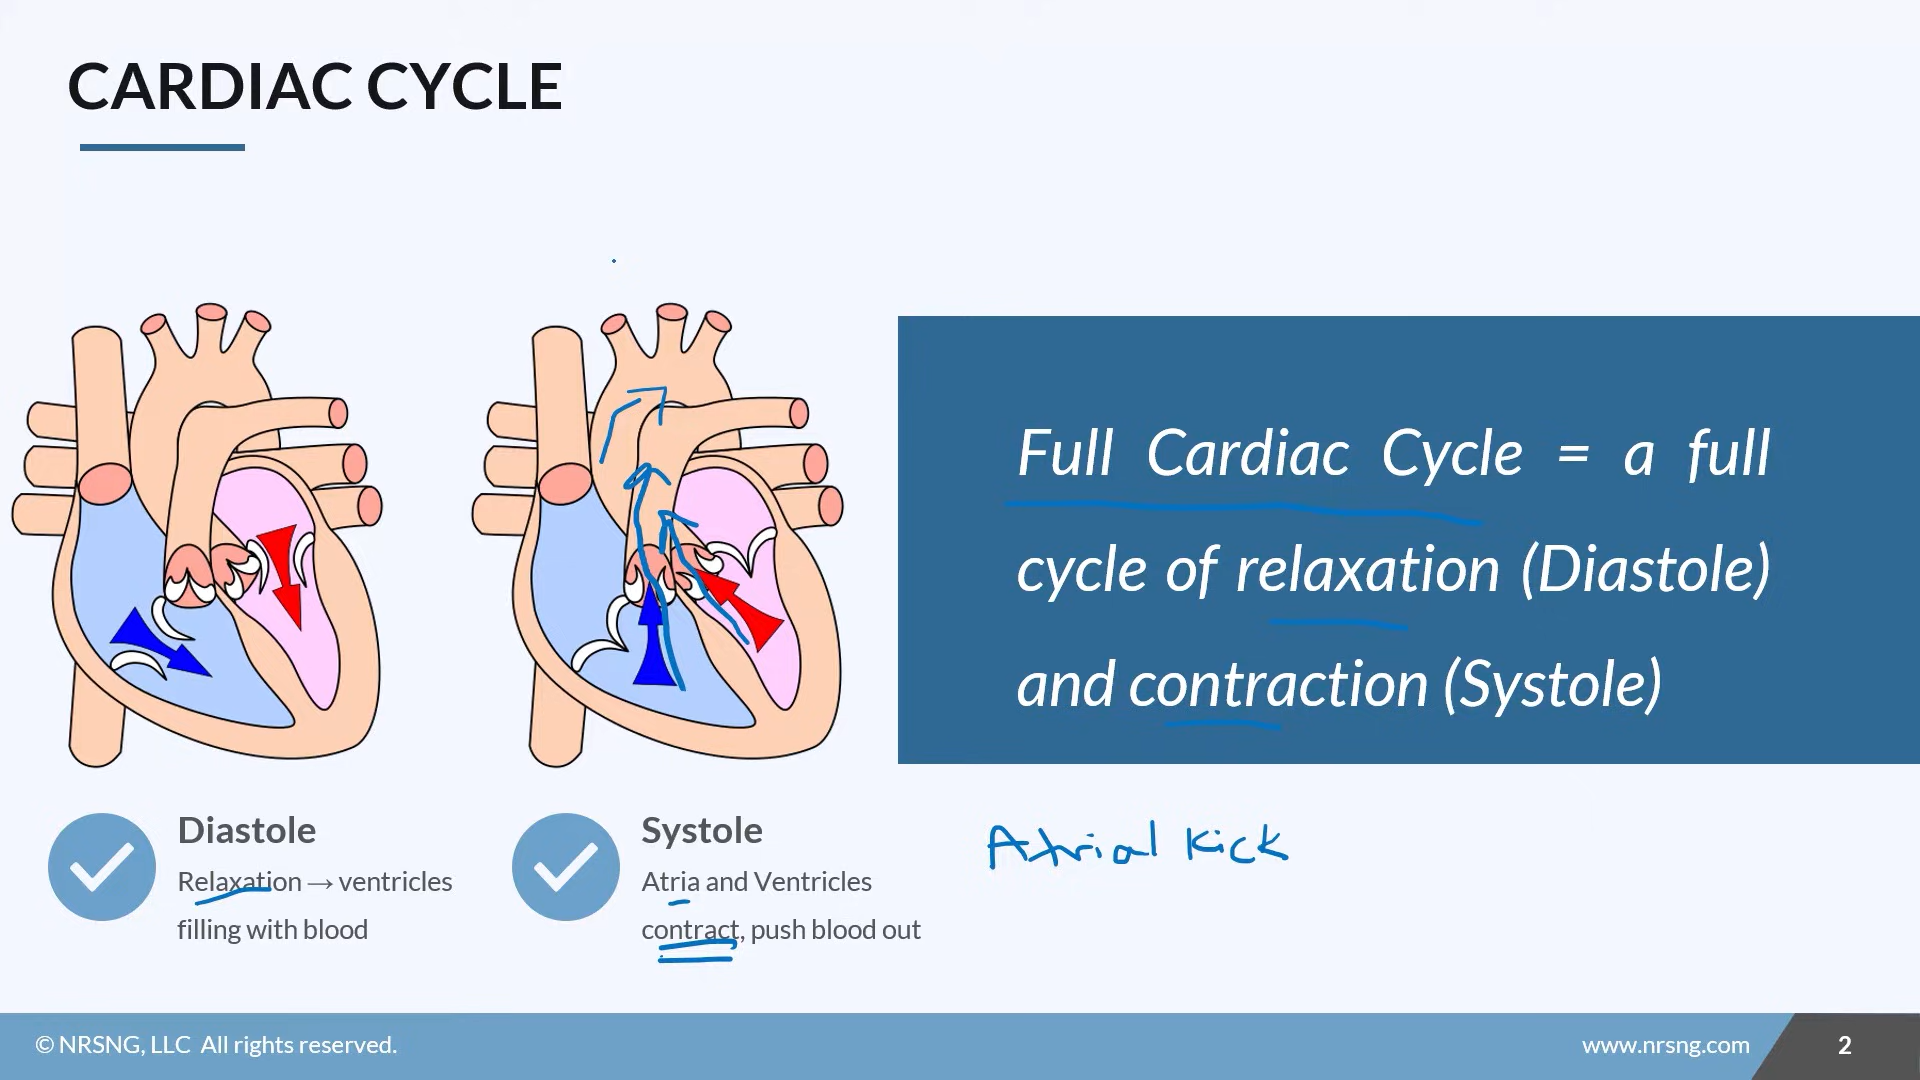 CARDIAC CYCLE
Full Cardiac Cycle = a full
cycle of relaxation (Diastole)
and contraction (Systole)
Diastole
Relaxation → ventricles
filling with blood
Systole
Atria and Ventricles
contract, push blood out
Atrial Kick
© NRSNG, LLC All rights reserved.
www.nrsng.com
2